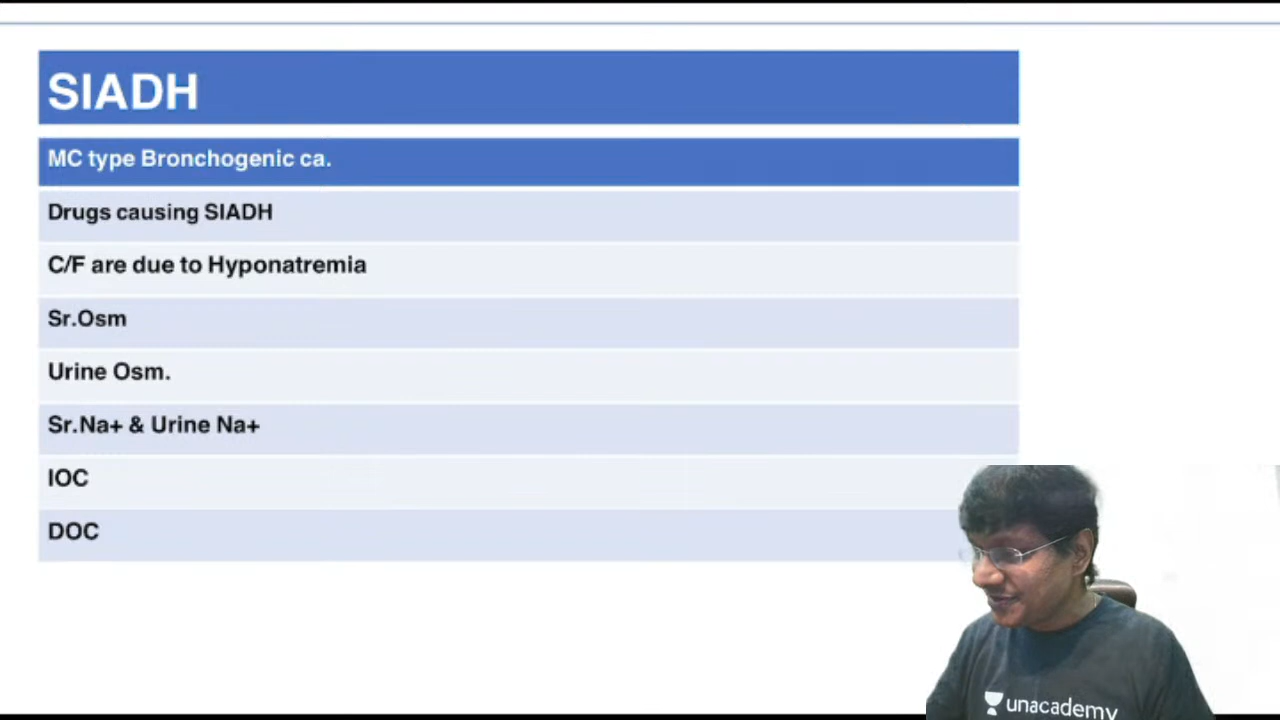 SIADH
MC type Bronchogenic ca.
Drugs causing SIADH
C/F are due to Hyponatremia
Sr.Osm
Urine Osm.
Sr.Na+ & Urine Na+
IOC
DOC
unacademy